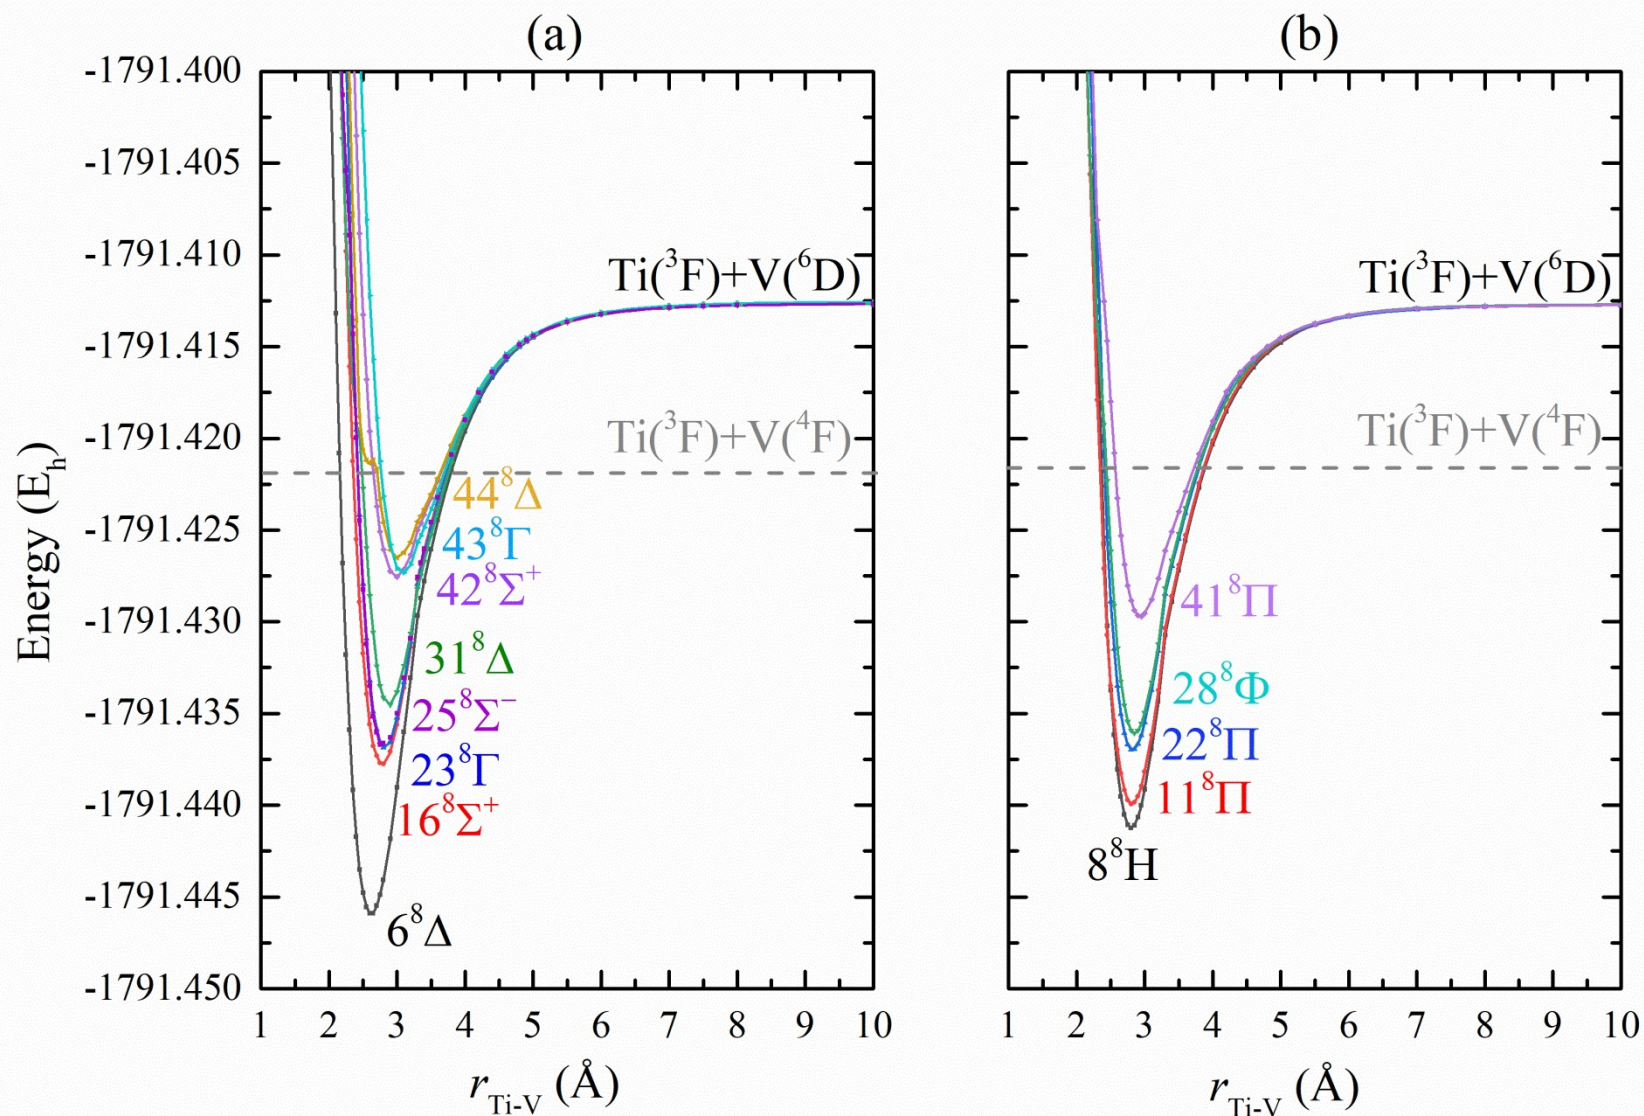 (a)
(b)
Energy (E_h)
-1791.400
-1791.405
-1791.410
-1791.415
-1791.420
-1791.425
-1791.430
-1791.435
-1791.440
-1791.445
-1791.450
Ti(³F)+V(⁶D)
Ti(³F)+V(⁴F)
44⁸Δ
43⁸Γ
42⁸Σ⁺
31⁸Δ
25⁸Σ⁻
23⁸Γ
16⁸Σ⁺
6⁸Δ
1 2 3 4 5 6 7 8 9 10
r_Ti-V (Å)
Ti(³F)+V(⁶D)
Ti(³F)+V(⁴F)
41⁸Π
28⁸Φ
22⁸Π
11⁸Π
8⁸H
1 2 3 4 5 6 7 8 9 10
r_Ti-V (Å)